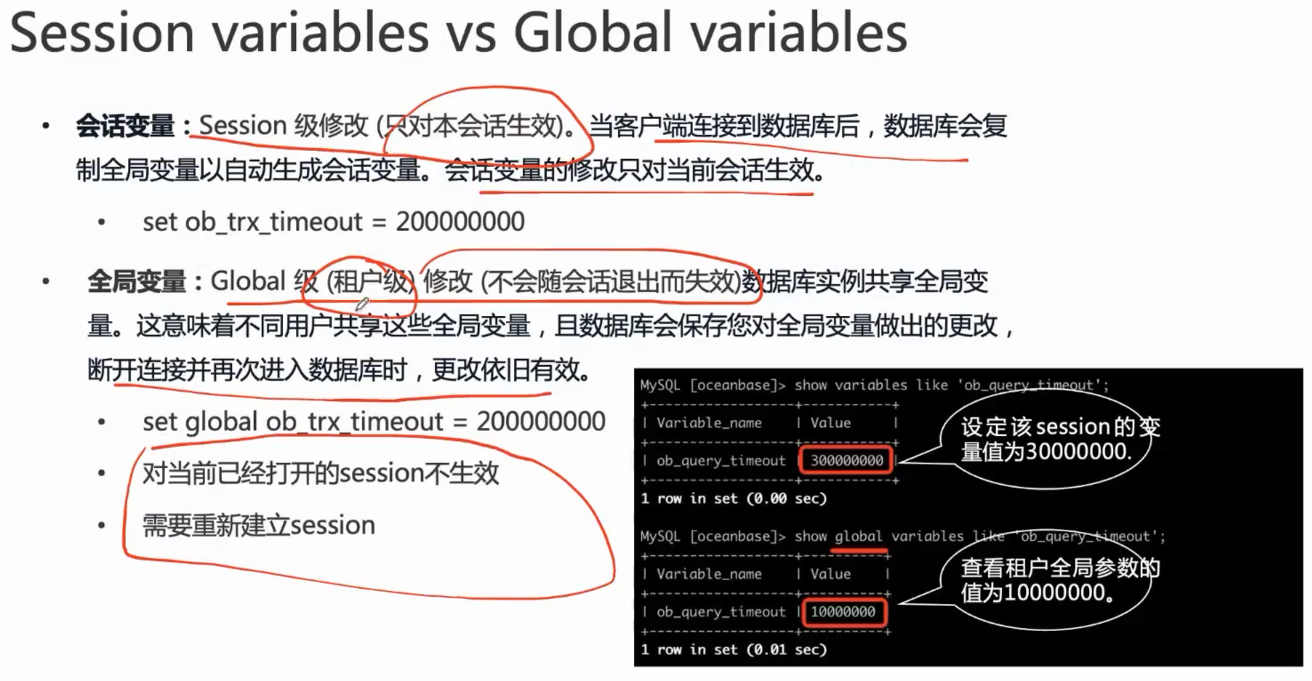 Session variables vs Global variables
• 会话变量：Session 级修改 (只对本会话生效)。当客户端连接到数据库后，数据库会复
制全局变量以自动生成会话变量。会话变量的修改只对当前会话生效。
• set ob_trx_timeout = 200000000
• 全局变量：Global 级 (租户级) 修改 (不会随会话退出而失效)数据库实例共享全局变
量。这意味着不同用户共享这些全局变量，且数据库会保存您对全局变量做出的更改，
断开连接并再次进入数据库时，更改依旧有效。
• set global ob_trx_timeout = 200000000
• 对当前已经打开的session不生效
• 需要重新建立session
MySQL [oceanbase]> show variables like 'ob_query_timeout';
+------------------+-----------+
| Variable_name | Value |
+------------------+-----------+
| ob_query_timeout | 300000000 |
+------------------+-----------+
1 row in set (0.00 sec)
设定该session的变
量值为30000000.
MySQL [oceanbase]> show global variables like 'ob_query_timeout';
+------------------+----------+
| Variable_name | Value |
+------------------+----------+
| ob_query_timeout | 10000000 |
+------------------+----------+
1 row in set (0.01 sec)
查看租户全局参数的
值为10000000。